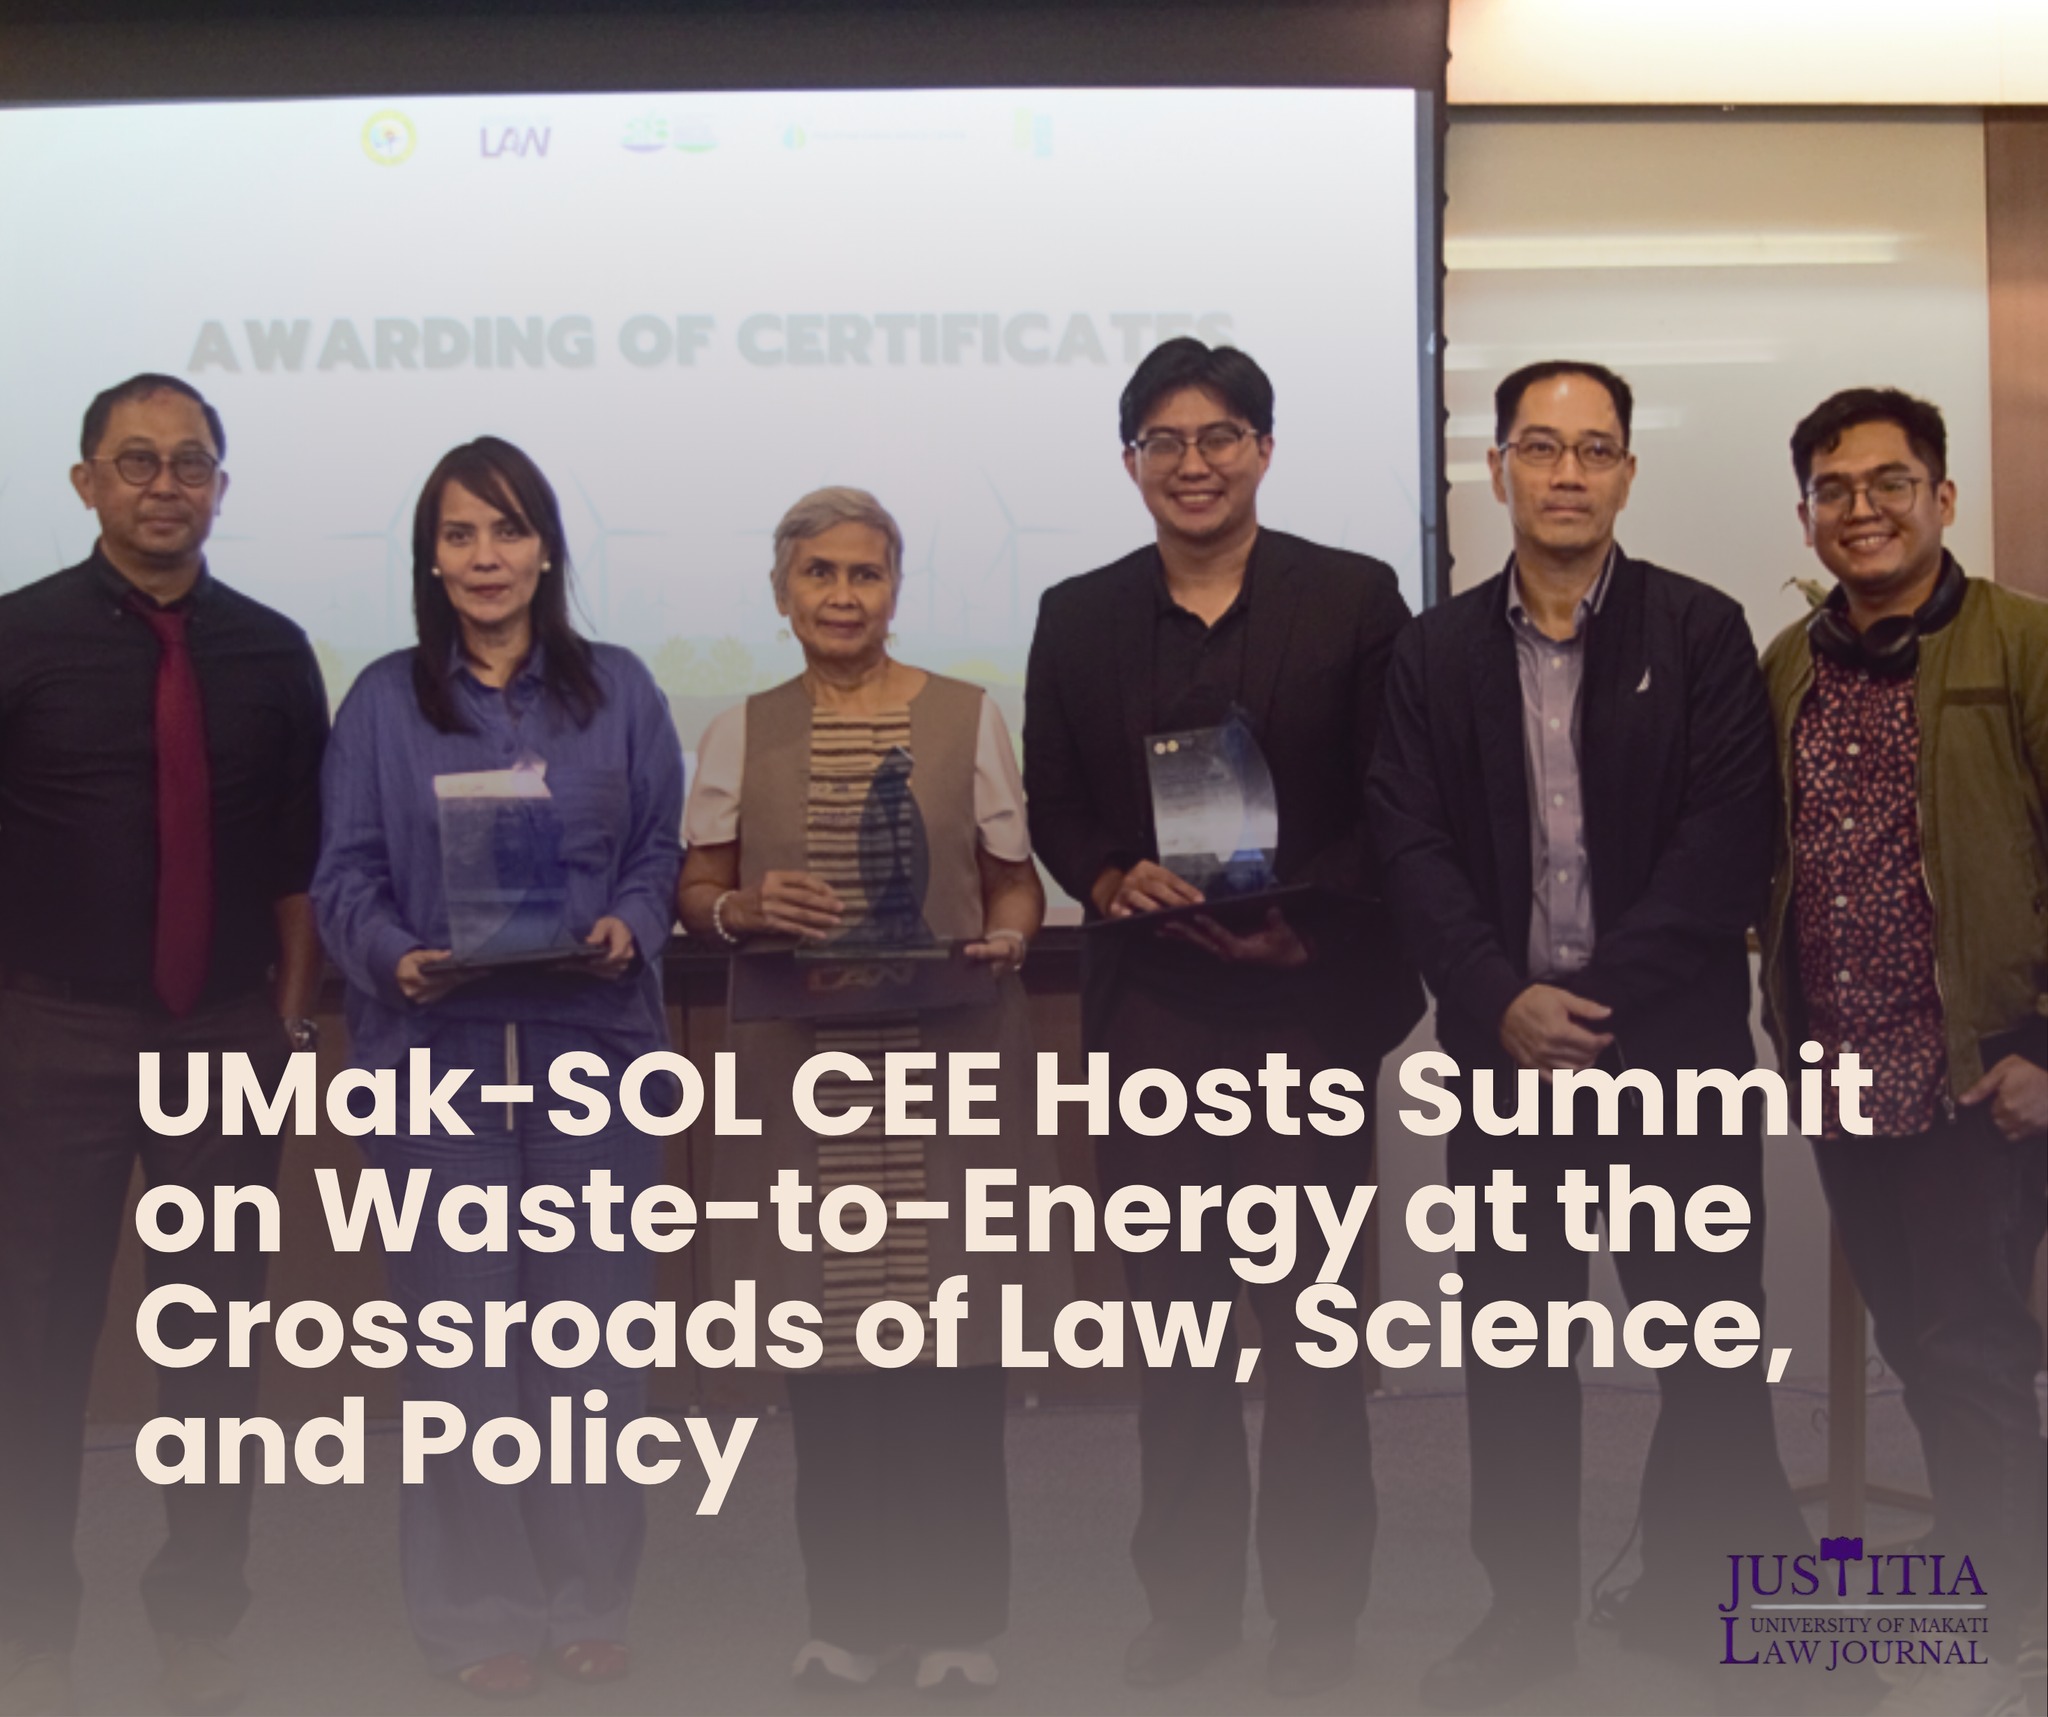 LAW
AWARDING OF CERTIFICATES
LAW
UMak-SOL CEE Hosts Summit
on Waste-to-Energy at the
Crossroads of Law, Science,
and Policy
JUSTITIA
UNIVERSITY OF MAKATI
LAW JOURNAL